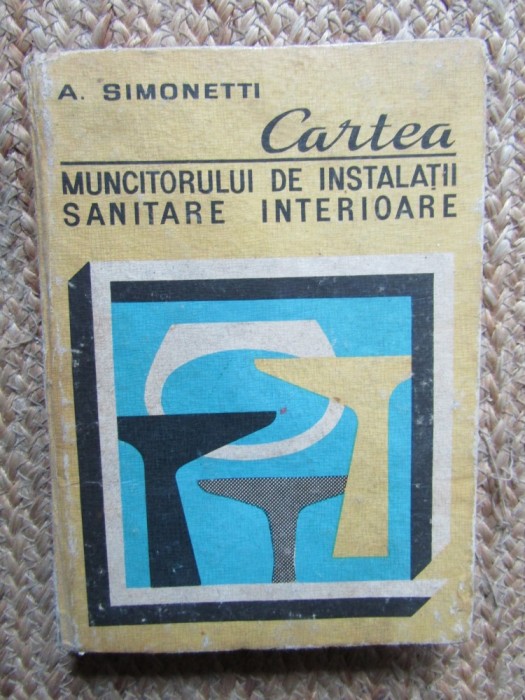 A. SIMONETTI
Cartea
MUNCITORULUI DE INSTALAȚII
SANITARE INTERIOARE